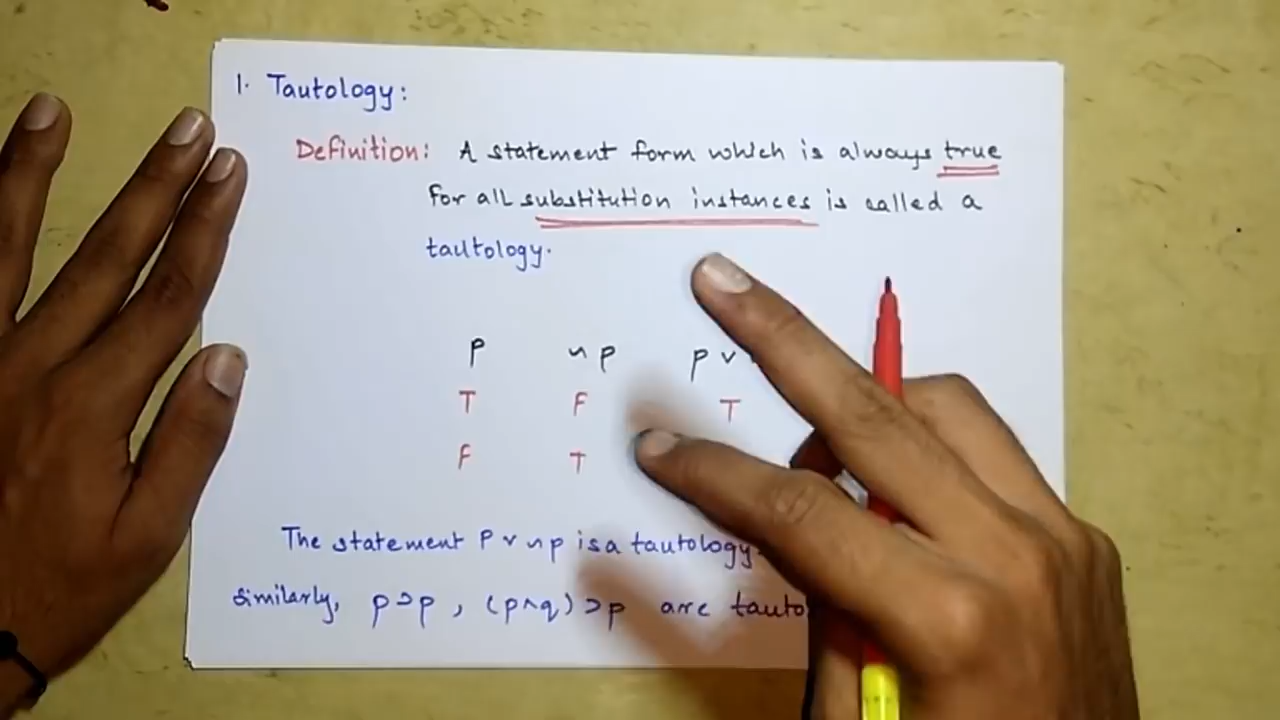 1. Tautology:
Definition: A statement form which is always true
for all substitution instances is called a
tautology.
p ~p p v
T F T
F T
The statement P v ~p is a tautology.
similarly, p⊃p, (p^q)⊃p are